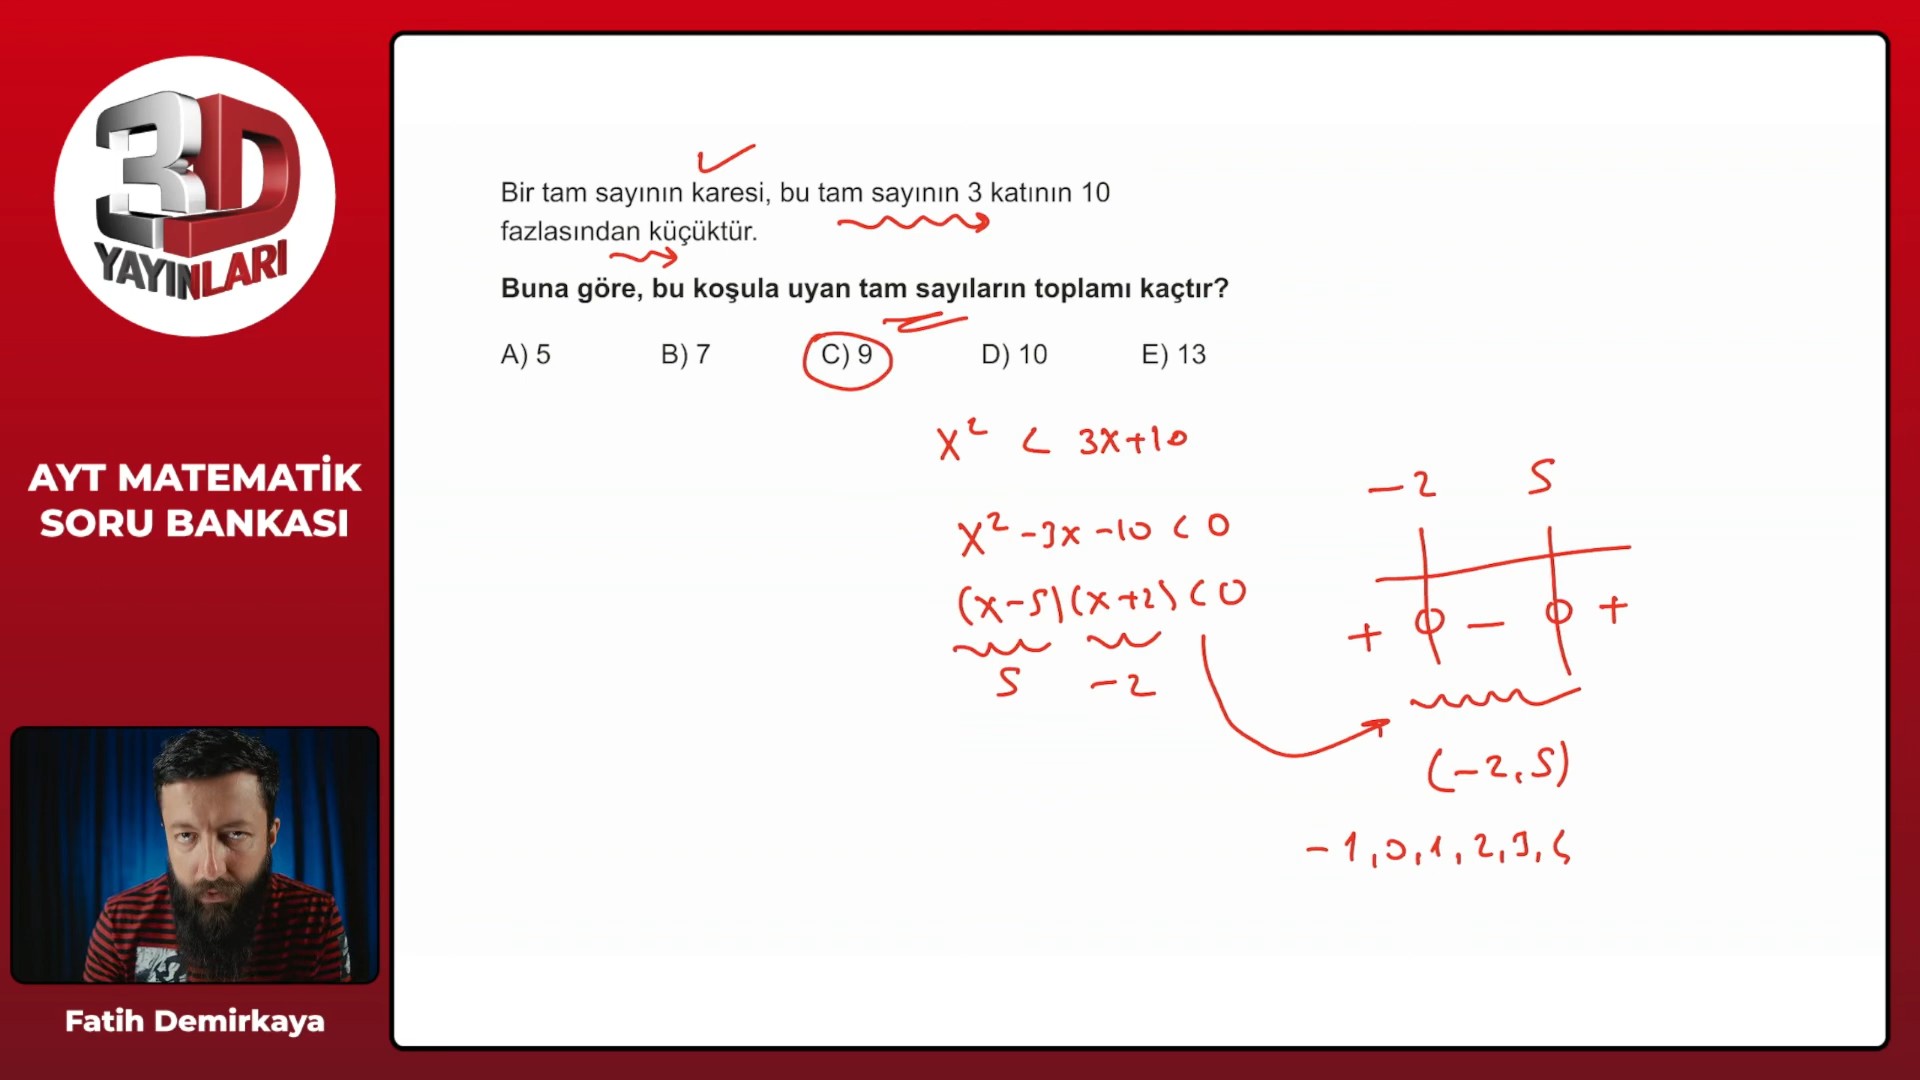 3D
YAYINLARI
AYT MATEMATİK
SORU BANKASI
Fatih Demirkaya
Bir tam sayının karesi, bu tam sayının 3 katının 10
fazlasından küçüktür.
Buna göre, bu koşula uyan tam sayıların toplamı kaçtır?
A) 5 B) 7 C) 9 D) 10 E) 13
x² < 3x+10
x² -3x -10 < 0
(x-5)(x+2) < 0
5 -2
-2 5
+ - +
(-2,5)
-1,0,1,2,3,4